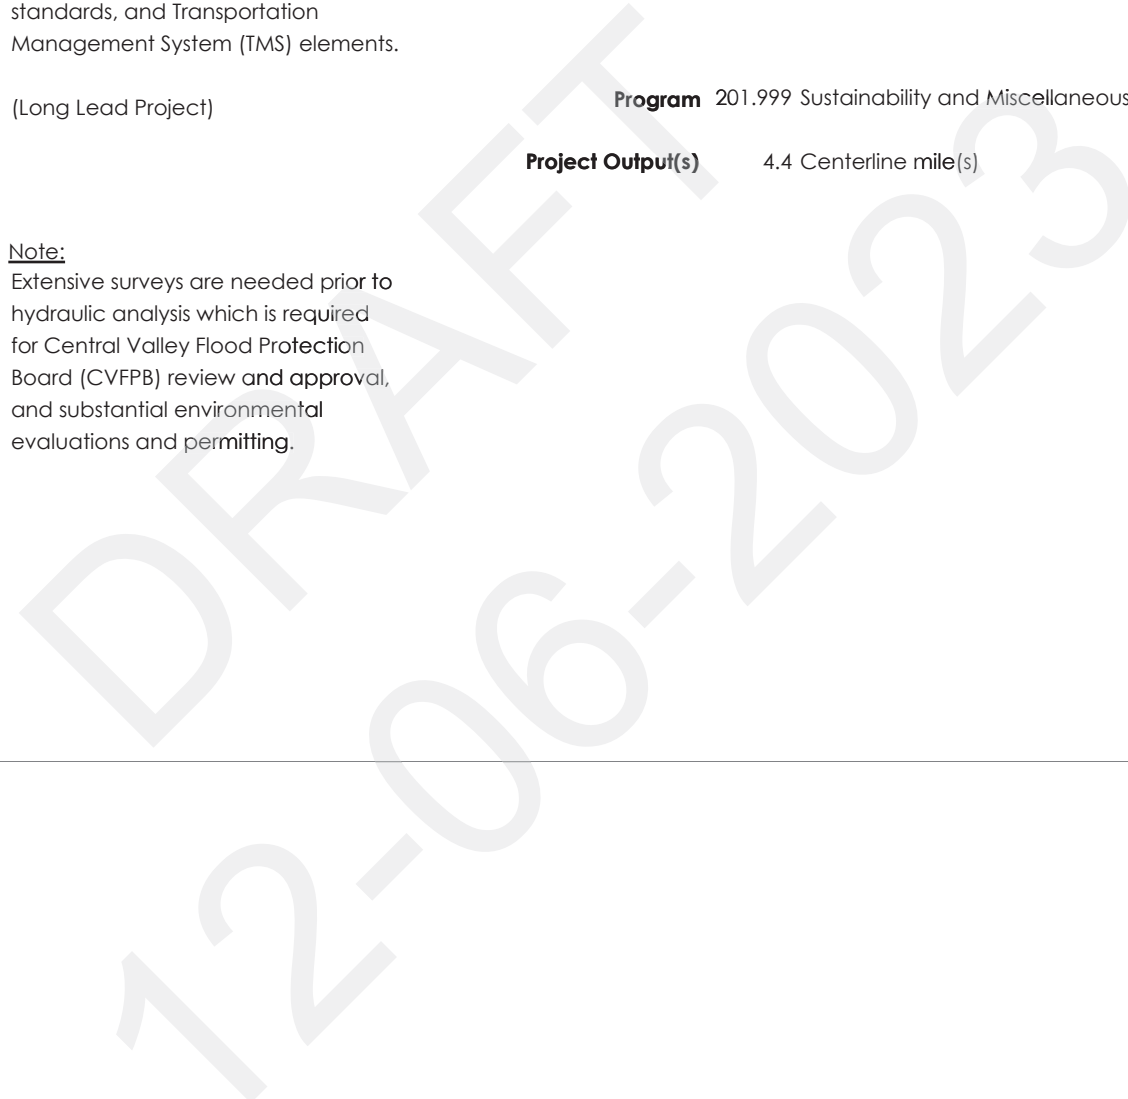 standards, and Transportation
Management System (TMS) elements.
(Long Lead Project)
Program 201.999 Sustainability and Miscellaneous
Project Output(s) 4.4 Centerline mile(s)
Note:
Extensive surveys are needed prior to
hydraulic analysis which is required
for Central Valley Flood Protection
Board (CVFPB) review and approval,
and substantial environmental
evaluations and permitting.
DRAFT
12-06-2023